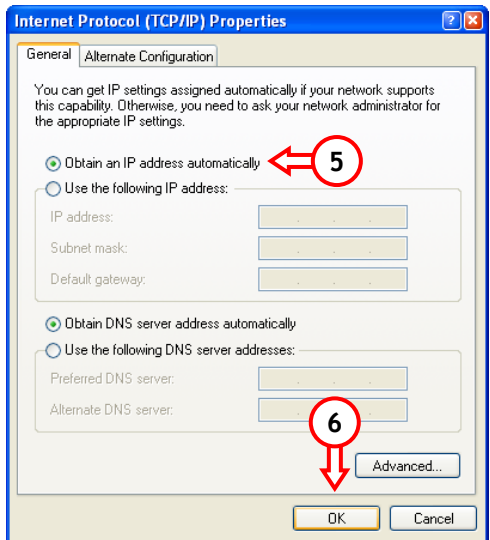 Internet Protocol (TCP/IP) Properties
General
Alternate Configuration
You can get IP settings assigned automatically if your network supports
this capability. Otherwise, you need to ask your network administrator for
the appropriate IP settings.
Obtain an IP address automatically
5
Use the following IP address:
IP address:
Subnet mask:
Default gateway:
Obtain DNS server address automatically
Use the following DNS server addresses:
Preferred DNS server:
Alternate DNS server:
6
Advanced...
OK
Cancel